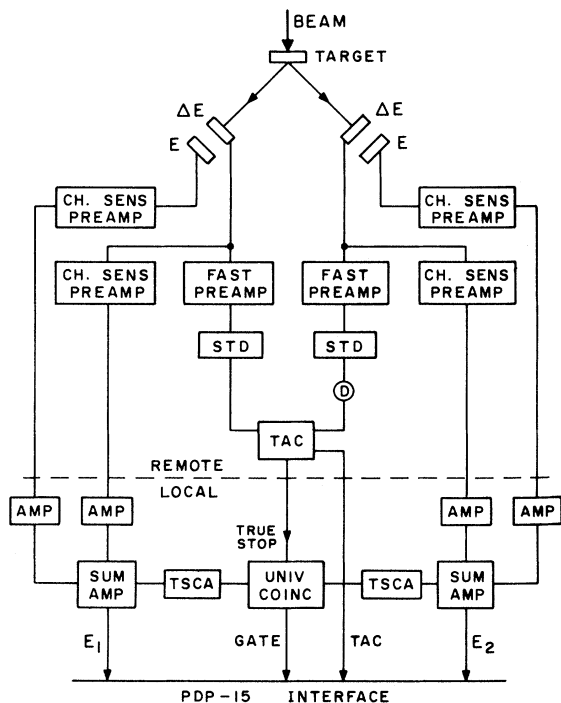 BEAM
TARGET
ΔE
E
ΔE
E
CH. SENS
PREAMP
CH. SENS
PREAMP
CH. SENS
PREAMP
FAST
PREAMP
FAST
PREAMP
CH. SENS
PREAMP
STD
STD
D
TAC
REMOTE
LOCAL
AMP
AMP
AMP
AMP
TRUE
STOP
SUM
AMP
TSCA
UNIV
COINC
TSCA
SUM
AMP
E1
GATE
TAC
E2
PDP-15 INTERFACE